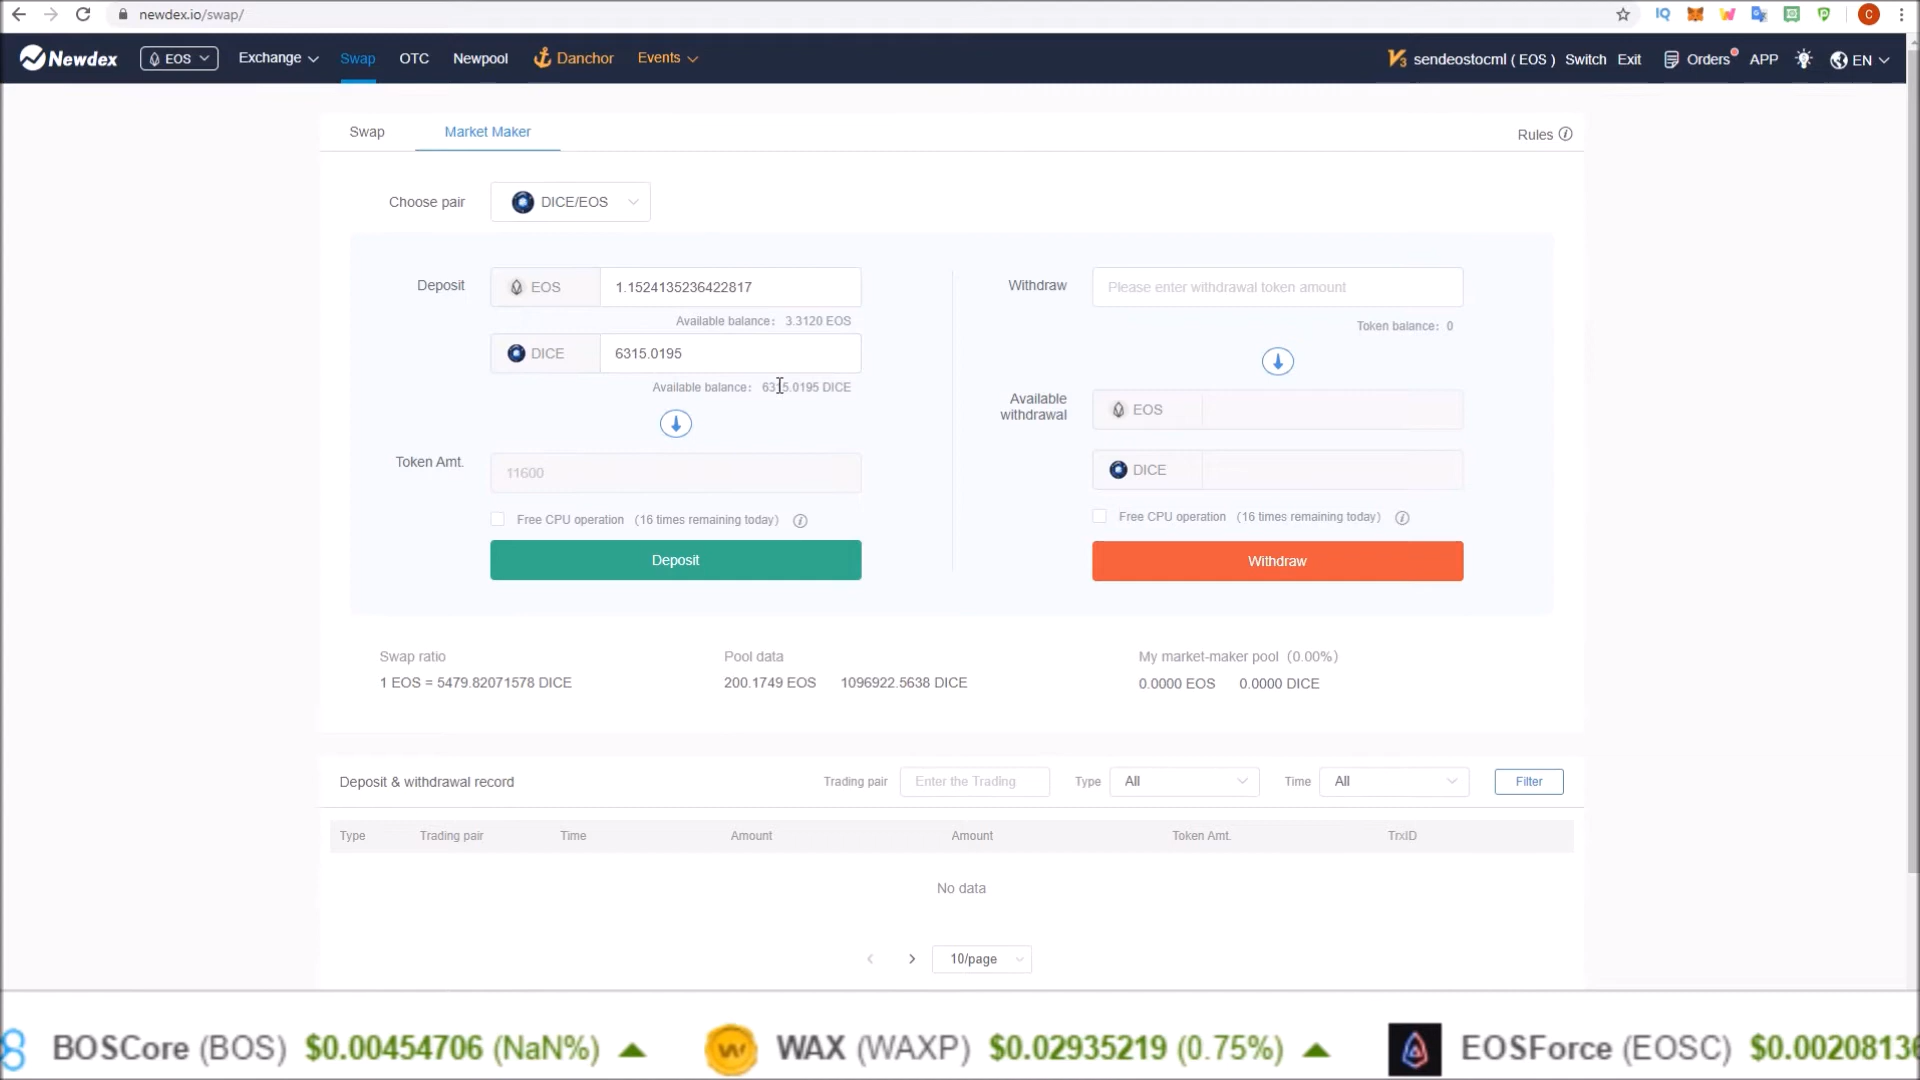 newdex.io/swap/
Newdex EOS Exchange Swap OTC Newpool Danchor Events sendeostocml ( EOS ) Switch Exit Orders APP EN
Swap Market Maker Rules
Choose pair DICE/EOS
Deposit EOS 1.1524135236422817
Available balance: 3.3120 EOS
DICE 6315.0195
Available balance: 6315.0195 DICE
Token Amt. 11600
Free CPU operation (16 times remaining today)
Deposit
Withdraw Please enter withdrawal token amount
Token balance: 0
Available
withdrawal
EOS
DICE
Free CPU operation (16 times remaining today)
Withdraw
Swap ratio Pool data My market-maker pool (0.00%)
1 EOS = 5479.82071578 DICE 200.1749 EOS 1096922.5638 DICE 0.0000 EOS 0.0000 DICE
Deposit & withdrawal record Trading pair Enter the Trading Type All Time All Filter
Type Trading pair Time Amount Amount Token Amt. TrxID
No data
10/page
BOSCore (BOS) $0.00454706 (NaN%) WAX (WAXP) $0.02935219 (0.75%) EOSForce (EOSC)